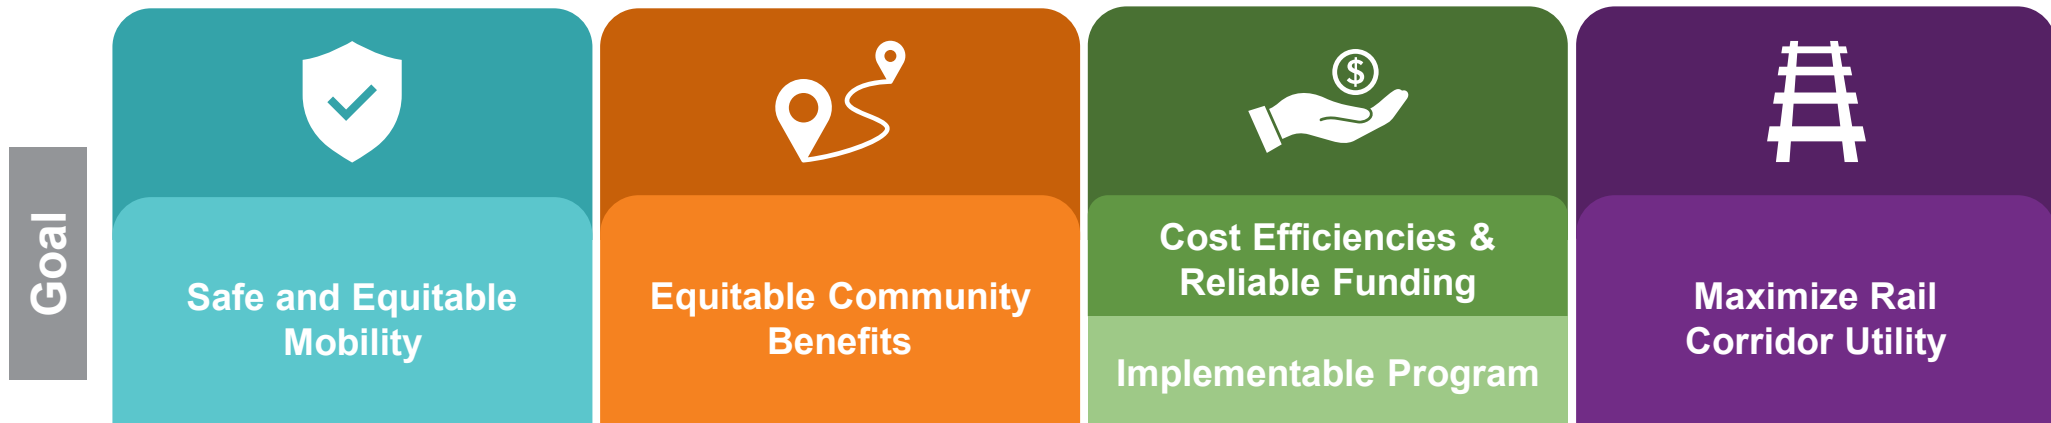 Goal
Safe and Equitable
Mobility
Equitable Community
Benefits
$
Cost Efficiencies &
Reliable Funding
Implementable Program
Maximize Rail
Corridor Utility